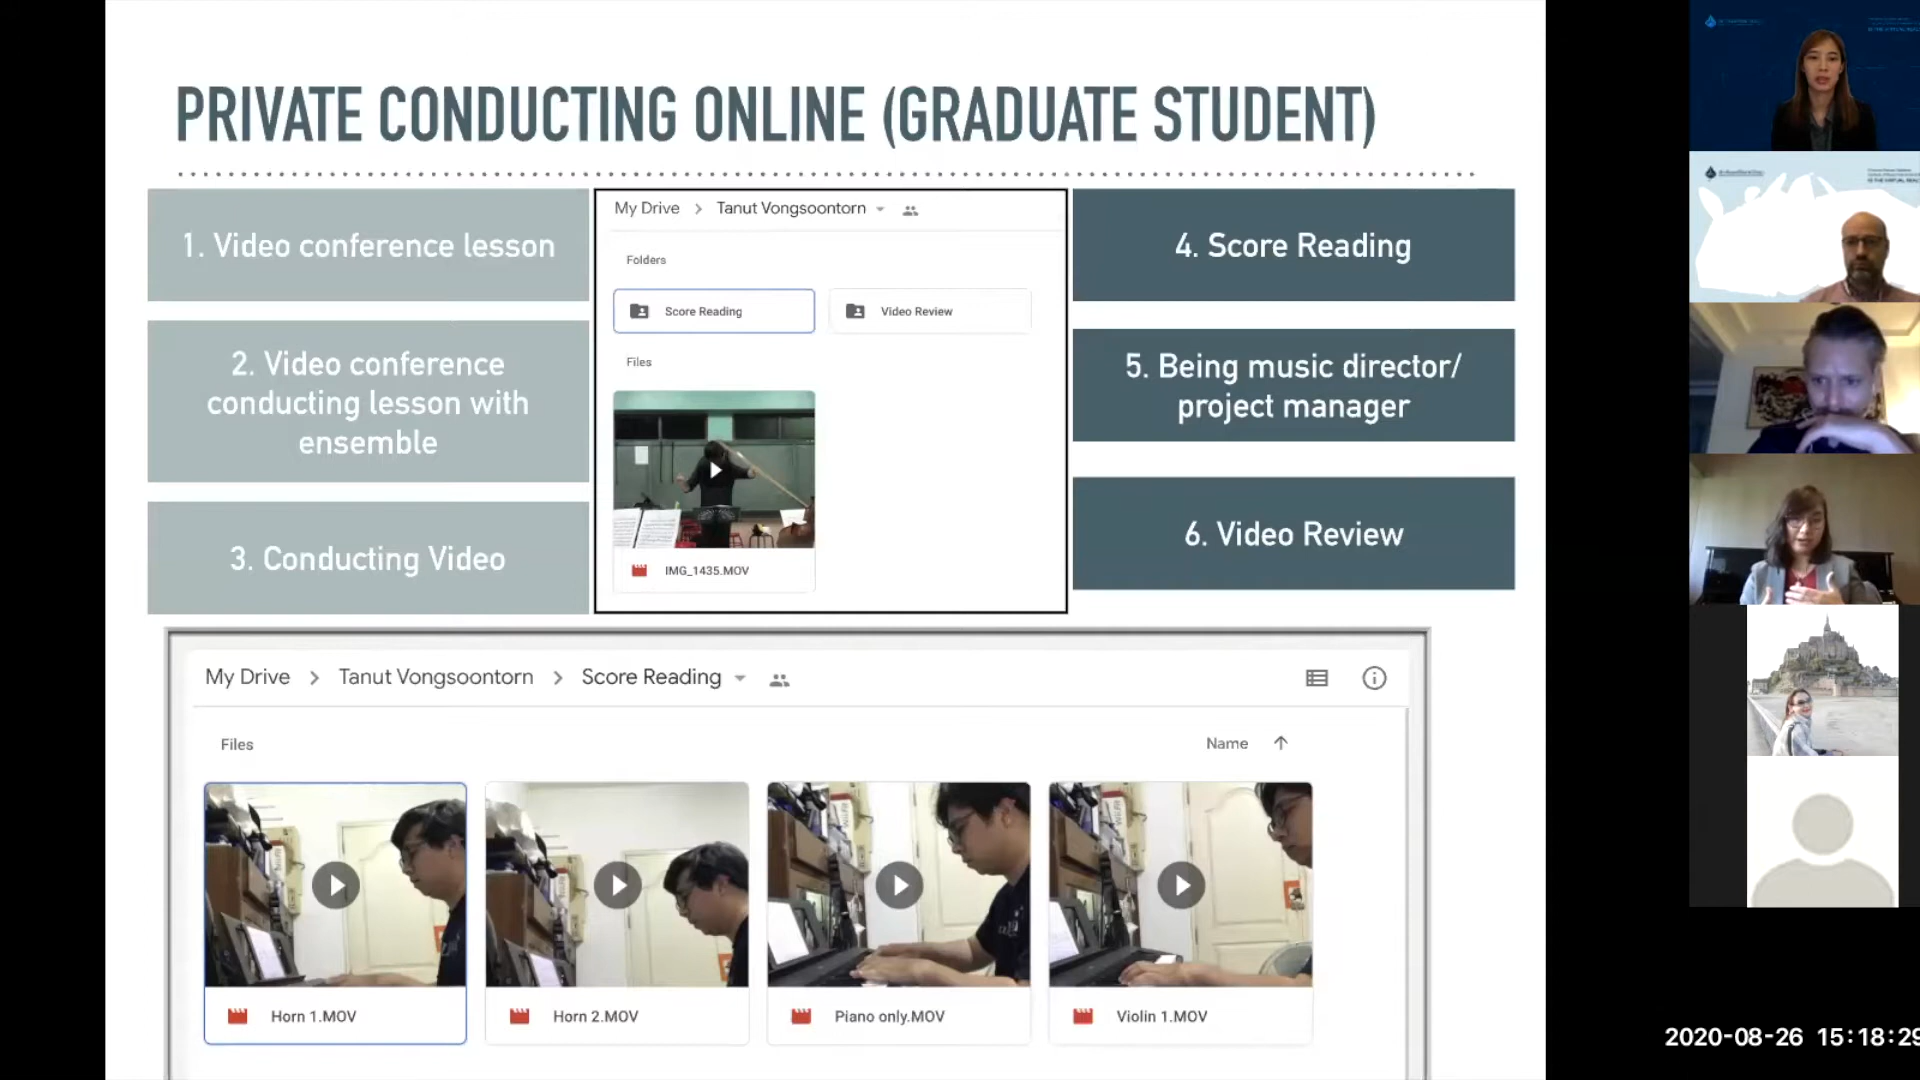 PRIVATE CONDUCTING ONLINE (GRADUATE STUDENT)
1. Video conference lesson
2. Video conference
conducting lesson with
ensemble
3. Conducting Video
My Drive > Tanut Vongsoontorn
Folders
Score Reading
Video Review
Files
IMG_1435.MOV
4. Score Reading
5. Being music director/
project manager
6. Video Review
My Drive > Tanut Vongsoontorn > Score Reading
Files
Name
Horn 1.MOV
Horn 2.MOV
Piano only.MOV
Violin 1.MOV
2020-08-26 15:18:29